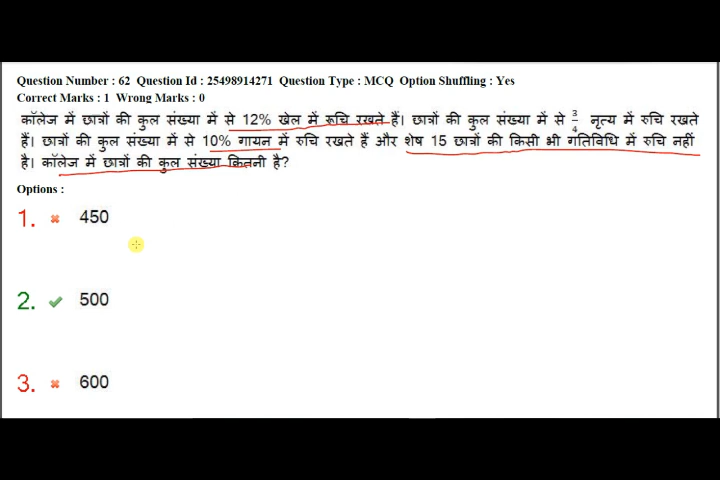 Question Number : 62 Question Id : 25498914271 Question Type : MCQ Option Shuffling : Yes
Correct Marks : 1 Wrong Marks : 0
कॉलेज में छात्रों की कुल संख्या में से 12% खेल में रूचि रखते हैं। छात्रों की कुल संख्या में से 3/4 नृत्य में रुचि रखते
हैं। छात्रों की कुल संख्या में से 10% गायन में रुचि रखते हैं और शेष 15 छात्रों की किसी भी गतिविधि में रुचि नहीं
है। कॉलेज में छात्रों की कुल संख्या कितनी है?
Options :
1. 450
2. 500
3. 600